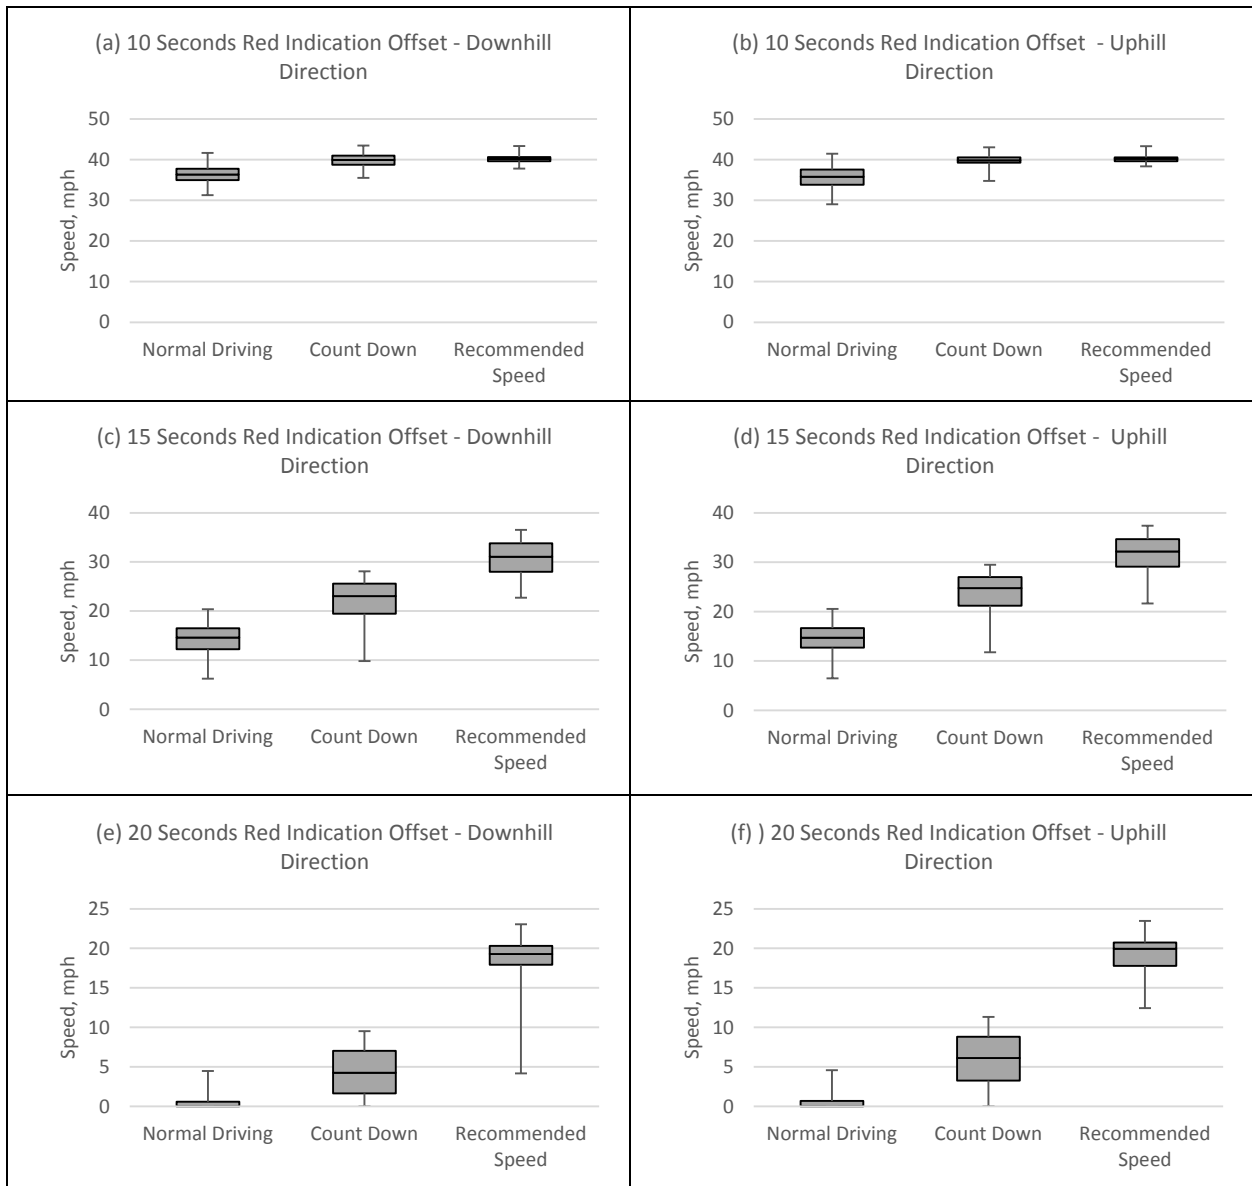 (a) 10 Seconds Red Indication Offset - Downhill
Direction
50
40
30
20
10
0
Speed, mph
Normal Driving
Count Down
Recommended
Speed
(b) 10 Seconds Red Indication Offset - Uphill
Direction
50
40
30
20
10
0
Speed, mph
Normal Driving
Count Down
Recommended
Speed
(c) 15 Seconds Red Indication Offset - Downhill
Direction
40
30
20
10
0
Speed, mph
Normal Driving
Count Down
Recommended
Speed
(d) 15 Seconds Red Indication Offset - Uphill
Direction
40
30
20
10
0
Speed, mph
Normal Driving
Count Down
Recommended
Speed
(e) 20 Seconds Red Indication Offset - Downhill
Direction
25
20
15
10
5
0
Speed, mph
Normal Driving
Count Down
Recommended
Speed
(f) ) 20 Seconds Red Indication Offset - Uphill
Direction
25
20
15
10
5
0
Speed, mph
Normal Driving
Count Down
Recommended
Speed